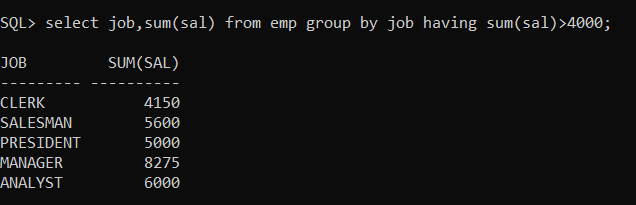 SQL> select job,sum(sal) from emp group by job having sum(sal)>4000;
JOB         SUM(SAL)
--------- ----------
CLERK           4150
SALESMAN        5600
PRESIDENT       5000
MANAGER         8275
ANALYST         6000